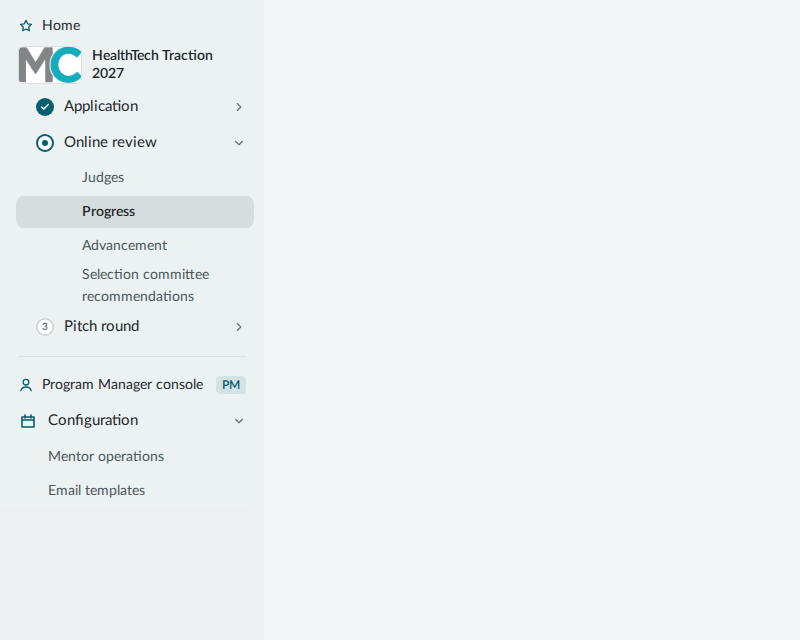 Home
MC
HealthTech Traction
2027
Application
Online review
Judges
Progress
Advancement
Selection committee
recommendations
3 Pitch round
Program Manager console PM
Configuration
Mentor operations
Email templates